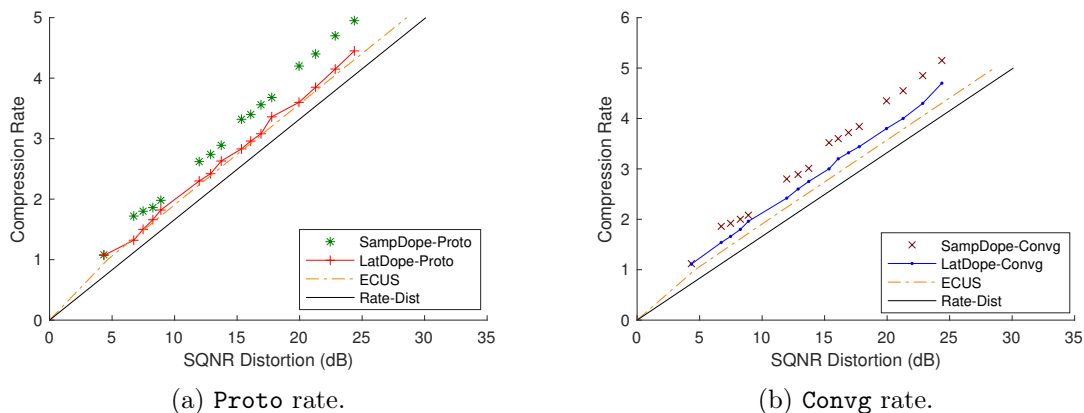 5
4
3
2
1
0
Compression Rate
0 5 10 15 20 25 30 35
SQNR Distortion (dB)
SampDope-Proto
LatDope-Proto
ECUS
Rate-Dist
(a) Proto rate.
6
5
4
3
2
1
0
Compression Rate
0 5 10 15 20 25 30 35
SQNR Distortion (dB)
SampDope-Convg
LatDope-Convg
ECUS
Rate-Dist
(b) Convg rate.